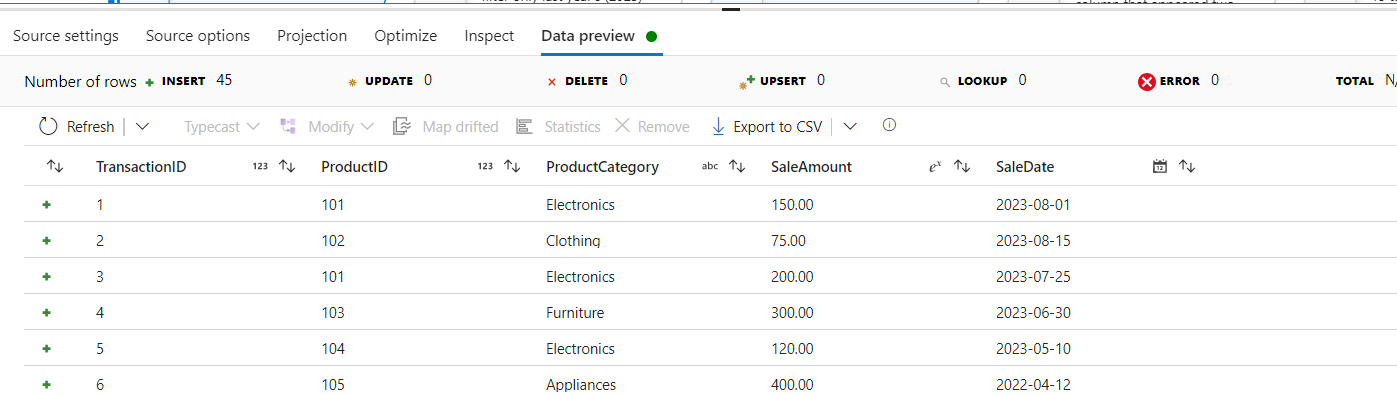 Source settings Source options Projection Optimize Inspect Data preview
Number of rows INSERT 45 UPDATE 0 DELETE 0 UPSERT 0 LOOKUP 0 ERROR 0 TOTAL
Refresh Typecast Modify Map drifted Statistics Remove Export to CSV
TransactionID 123 ProductID 123 ProductCategory abc SaleAmount eˣ SaleDate 12
1 101 Electronics 150.00 2023-08-01
2 102 Clothing 75.00 2023-08-15
3 101 Electronics 200.00 2023-07-25
4 103 Furniture 300.00 2023-06-30
5 104 Electronics 120.00 2023-05-10
6 105 Appliances 400.00 2022-04-12